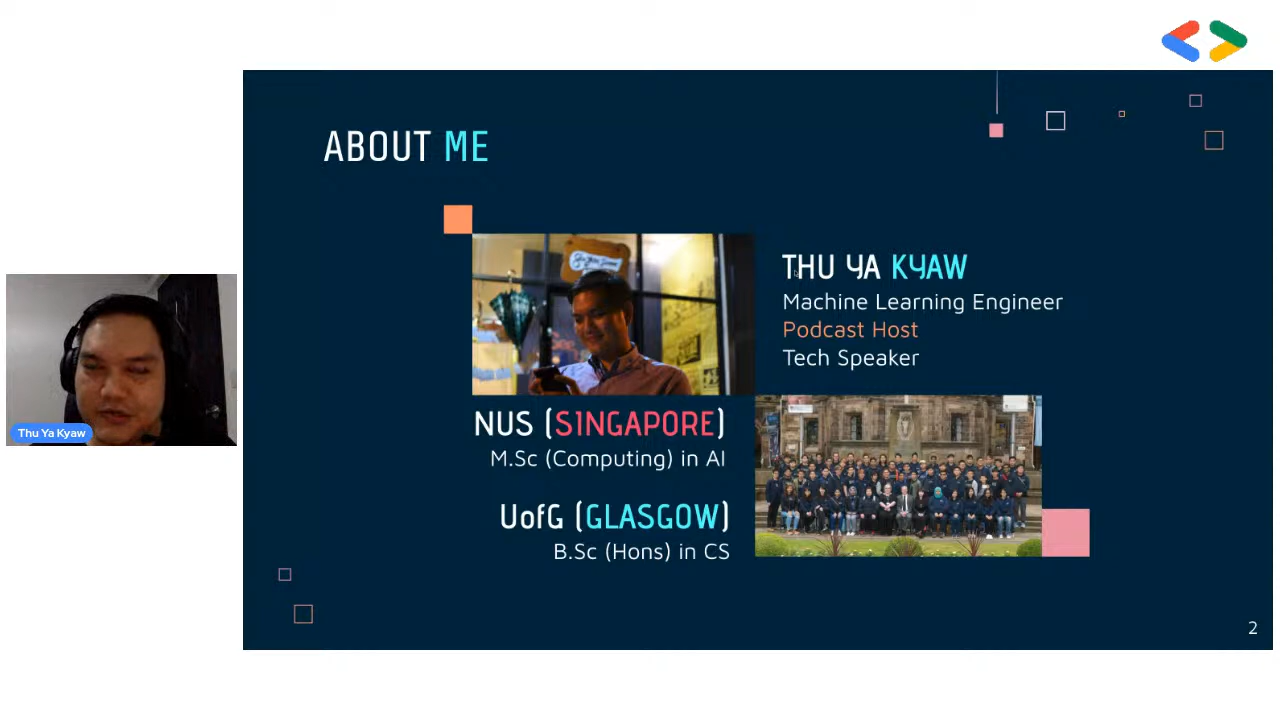 ABOUT ME
THU YA KYAW
Machine Learning Engineer
Podcast Host
Tech Speaker
NUS (SINGAPORE)
M.Sc (Computing) in AI
UofG (GLASGOW)
B.Sc (Hons) in CS
Thu Ya Kyaw
2